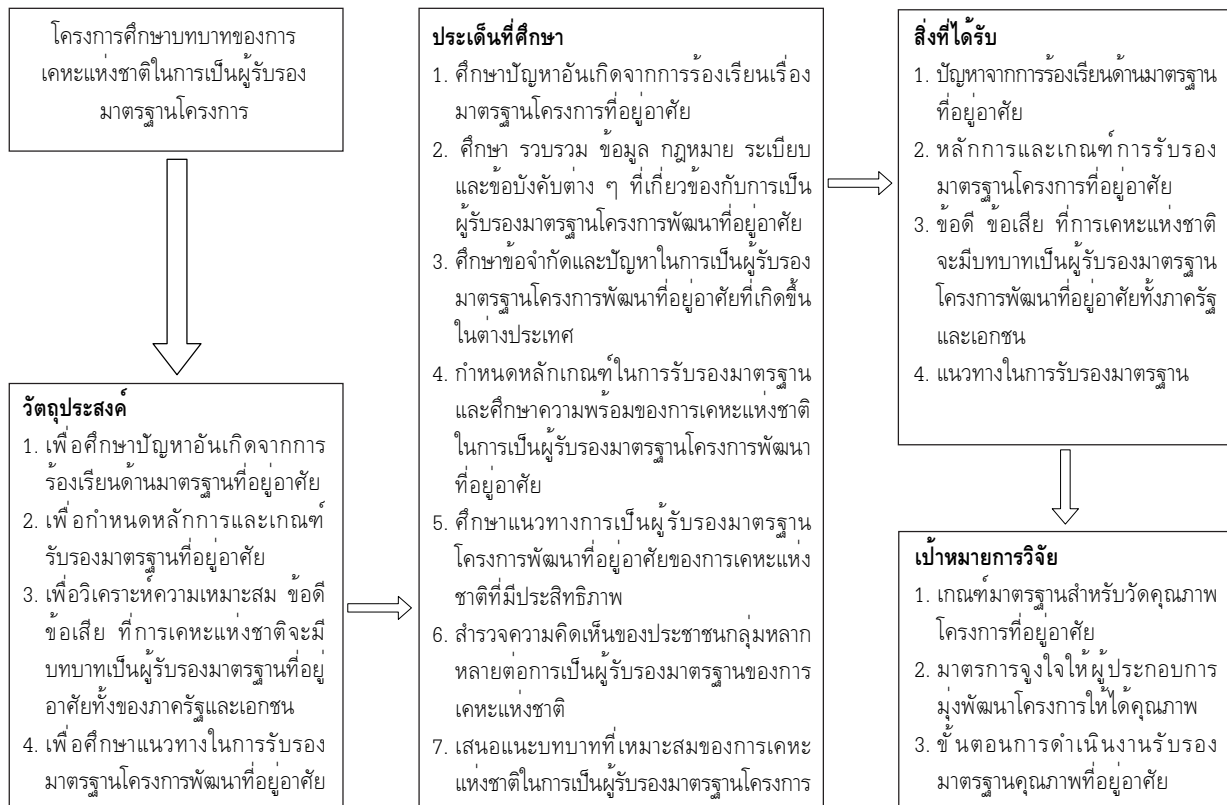 โครงการศึกษาบทบาทของการ
เคหะแห่งชาติในการเป็นผู้รับรอง
มาตรฐานโครงการ
วัตถุประสงค์
1. เพื่อศึกษาปัญหาอันเกิดจากการ
ร้องเรียนด้านมาตรฐานที่อยู่อาศัย
2. เพื่อกำหนดหลักการและเกณฑ์
รับรองมาตรฐานที่อยู่อาศัย
3. เพื่อวิเคราะห์ความเหมาะสม ข้อดี
ข้อเสีย ที่การเคหะแห่งชาติจะมี
บทบาทเป็นผู้รับรองมาตรฐานที่อยู่
อาศัยทั้งของภาครัฐและเอกชน
4. เพื่อศึกษาแนวทางในการรับรอง
มาตรฐานโครงการพัฒนาที่อยู่อาศัย
ประเด็นที่ศึกษา
1. ศึกษาปัญหาอันเกิดจากการร้องเรียนเรื่อง
มาตรฐานโครงการที่อยู่อาศัย
2. ศึกษา รวบรวม ข้อมูล กฎหมาย ระเบียบ
และข้อบังคับต่าง ๆ ที่เกี่ยวข้องกับการเป็น
ผู้รับรองมาตรฐานโครงการพัฒนาที่อยู่อาศัย
3. ศึกษาข้อจำกัดและปัญหาในการเป็นผู้รับรอง
มาตรฐานโครงการพัฒนาที่อยู่อาศัยที่เกิดขึ้น
ในต่างประเทศ
4. กำหนดหลักเกณฑ์ในการรับรองมาตรฐาน
และศึกษาความพร้อมของการเคหะแห่งชาติ
ในการเป็นผู้รับรองมาตรฐานโครงการพัฒนา
ที่อยู่อาศัย
5. ศึกษาแนวทางการเป็นผู้รับรองมาตรฐาน
โครงการพัฒนาที่อยู่อาศัยของการเคหะแห่ง
ชาติที่มีประสิทธิภาพ
6. สำรวจความคิดเห็นของประชาชนกลุ่มหลาก
หลายต่อการเป็นผู้รับรองมาตรฐานของการ
เคหะแห่งชาติ
7. เสนอแนะบทบาทที่เหมาะสมของการเคหะ
แห่งชาติในการเป็นผู้รับรองมาตรฐานโครงการ
สิ่งที่ได้รับ
1. ปัญหาจากการร้องเรียนด้านมาตรฐาน
ที่อยู่อาศัย
2. หลักการและเกณฑ์การรับรอง
มาตรฐานโครงการที่อยู่อาศัย
3. ข้อดี ข้อเสีย ที่การเคหะแห่งชาติ
จะมีบทบาทเป็นผู้รับรองมาตรฐาน
โครงการพัฒนาที่อยู่อาศัยทั้งภาครัฐ
และเอกชน
4. แนวทางในการรับรองมาตรฐาน
เป้าหมายการวิจัย
1. เกณฑ์มาตรฐานสำหรับวัดคุณภาพ
โครงการที่อยู่อาศัย
2. มาตรการจูงใจให้ผู้ประกอบการ
มุ่งพัฒนาโครงการให้ได้คุณภาพ
3. ขั้นตอนการดำเนินงานรับรอง
มาตรฐานคุณภาพที่อยู่อาศัย